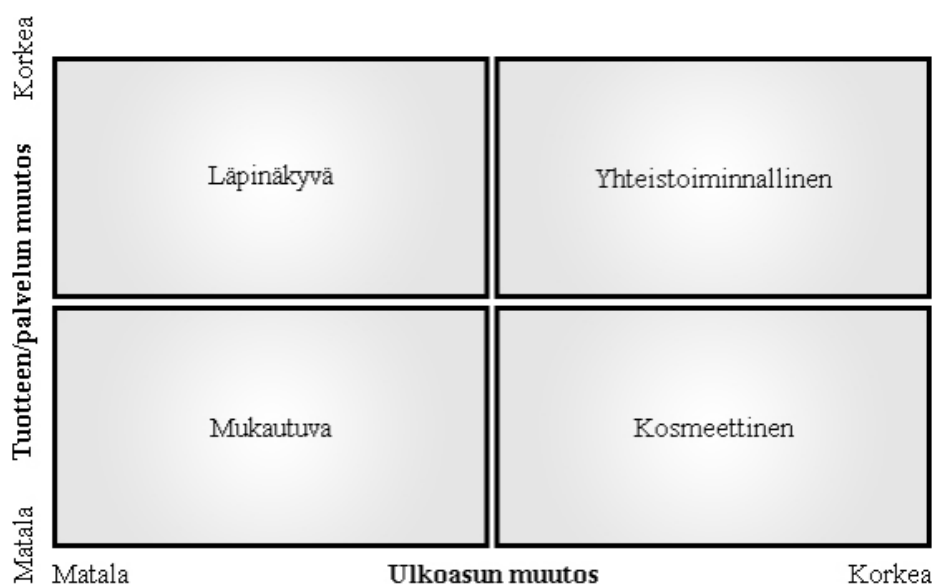 Korkea
Tuotteen/palvelun muutos
Matala
Läpinäkyvä
Yhteistoiminnallinen
Mukautuva
Kosmeettinen
Matala
Ulkoasun muutos
Korkea